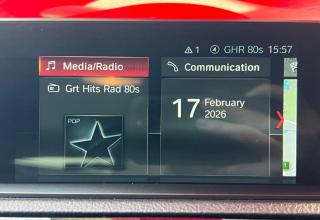 1 GHR 80s 15:57
Media/Radio
Communication
Grt Hits Rad 80s
17 February
2026
POP